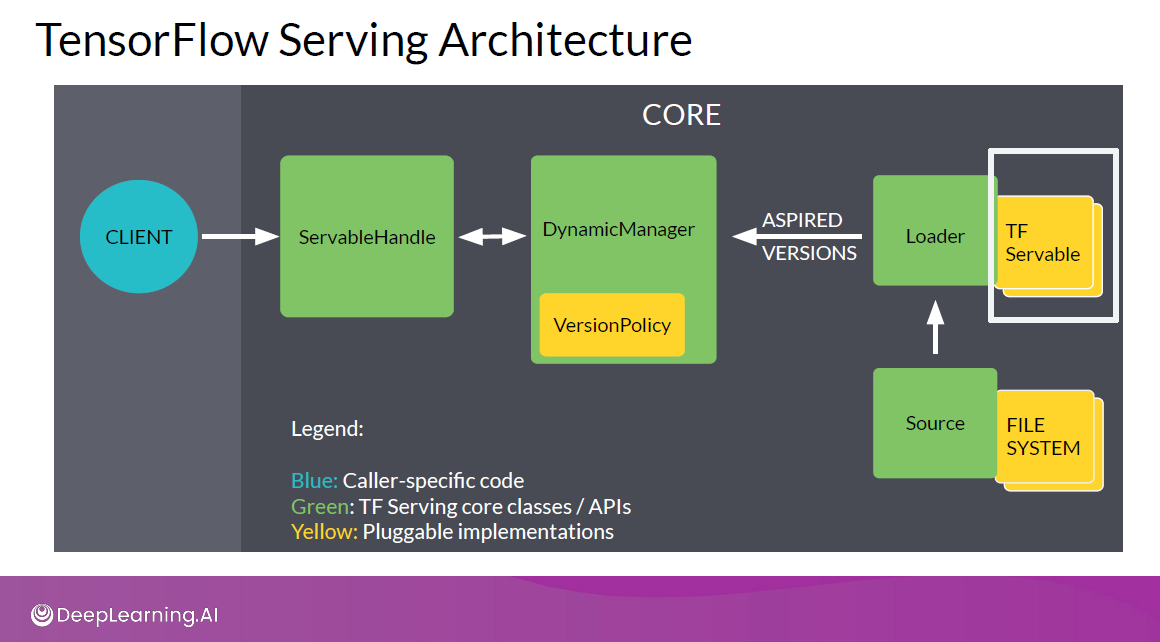 TensorFlow Serving Architecture
CORE
CLIENT
ServableHandle
DynamicManager
VersionPolicy
ASPIRED
VERSIONS
Loader
TF
Servable
Source
FILE
SYSTEM
Legend:
Blue: Caller-specific code
Green: TF Serving core classes / APIs
Yellow: Pluggable implementations
DeepLearning.AI